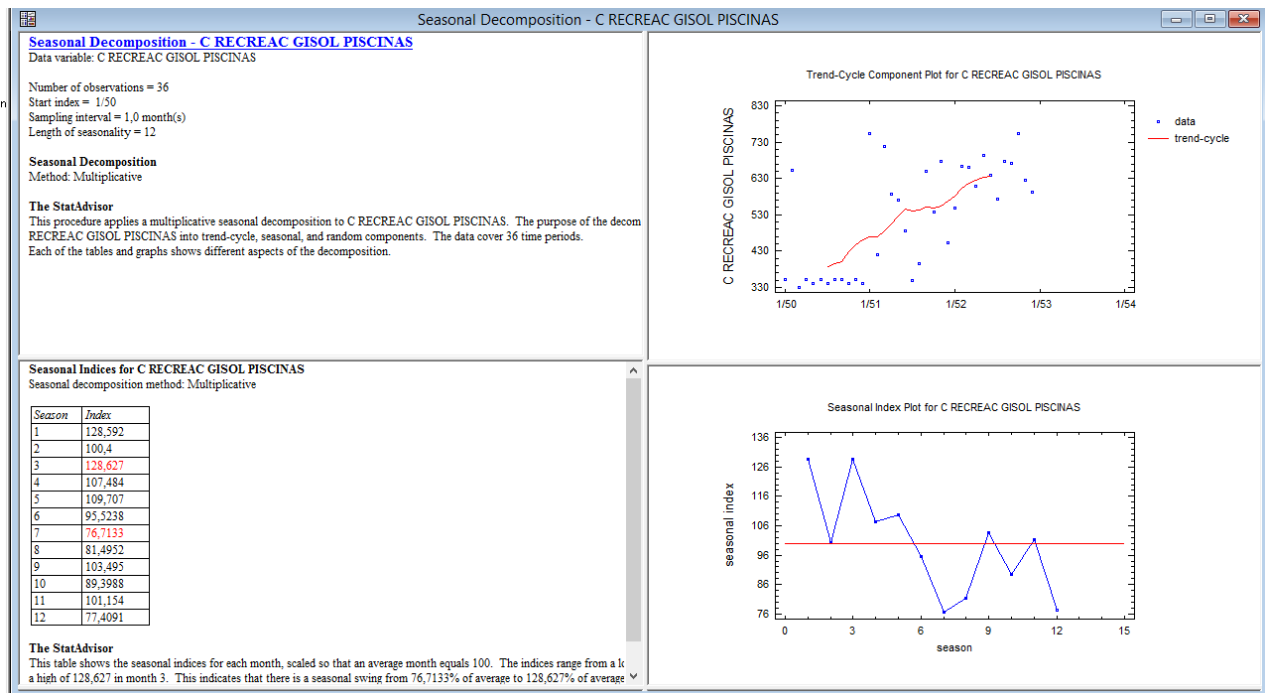 Seasonal Decomposition - C RECREAC GISOL PISCINAS
n
Seasonal Decomposition - C RECREAC GISOL PISCINAS
Data variable: C RECREAC GISOL PISCINAS
Number of observations = 36
Start index = 1/50
Sampling interval = 1,0 month(s)
Length of seasonality = 12
Seasonal Decomposition
Method: Multiplicative
The StatAdvisor
This procedure applies a multiplicative seasonal decomposition to C RECREAC GISOL PISCINAS. The purpose of the decom
RECREAC GISOL PISCINAS into trend-cycle, seasonal, and random components. The data cover 36 time periods.
Each of the tables and graphs shows different aspects of the decomposition.
Trend-Cycle Component Plot for C RECREAC GISOL PISCINAS
C RECREAC GISOL PISCINAS
830
730
630
530
430
330
1/50 1/51 1/52 1/53 1/54
data
trend-cycle
Seasonal Indices for C RECREAC GISOL PISCINAS
Seasonal decomposition method: Multiplicative
Season Index
1 128,592
2 100,4
3 128,627
4 107,484
5 109,707
6 95,5238
7 76,7133
8 81,4952
9 103,495
10 89,3988
11 101,154
12 77,4091
The StatAdvisor
This table shows the seasonal indices for each month, scaled so that an average month equals 100. The indices range from a lo
a high of 128,627 in month 3. This indicates that there is a seasonal swing from 76,7133% of average to 128,627% of average
Seasonal Index Plot for C RECREAC GISOL PISCINAS
seasonal index
136
126
116
106
96
86
76
0 3 6 9 12 15
season